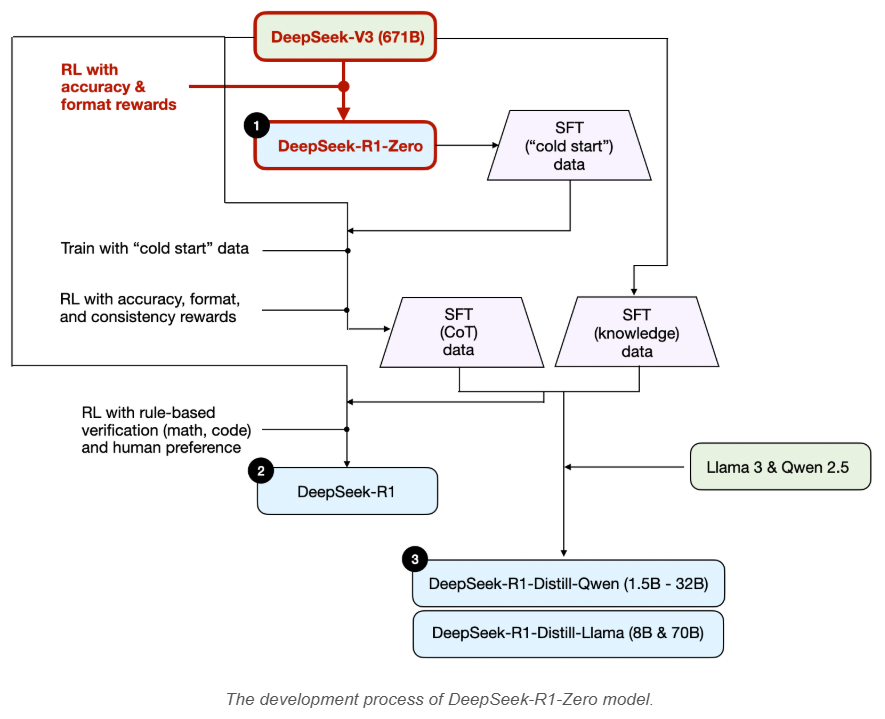 DeepSeek-V3 (671B)
RL with
accuracy &
format rewards
1
DeepSeek-R1-Zero
SFT
(“cold start”)
data
Train with “cold start” data
RL with accuracy, format,
and consistency rewards
SFT
(CoT)
data
SFT
(knowledge)
data
RL with rule-based
verification (math, code)
and human preference
Llama 3 & Qwen 2.5
2
DeepSeek-R1
3
DeepSeek-R1-Distill-Qwen (1.5B - 32B)
DeepSeek-R1-Distill-Llama (8B & 70B)
The development process of DeepSeek-R1-Zero model.